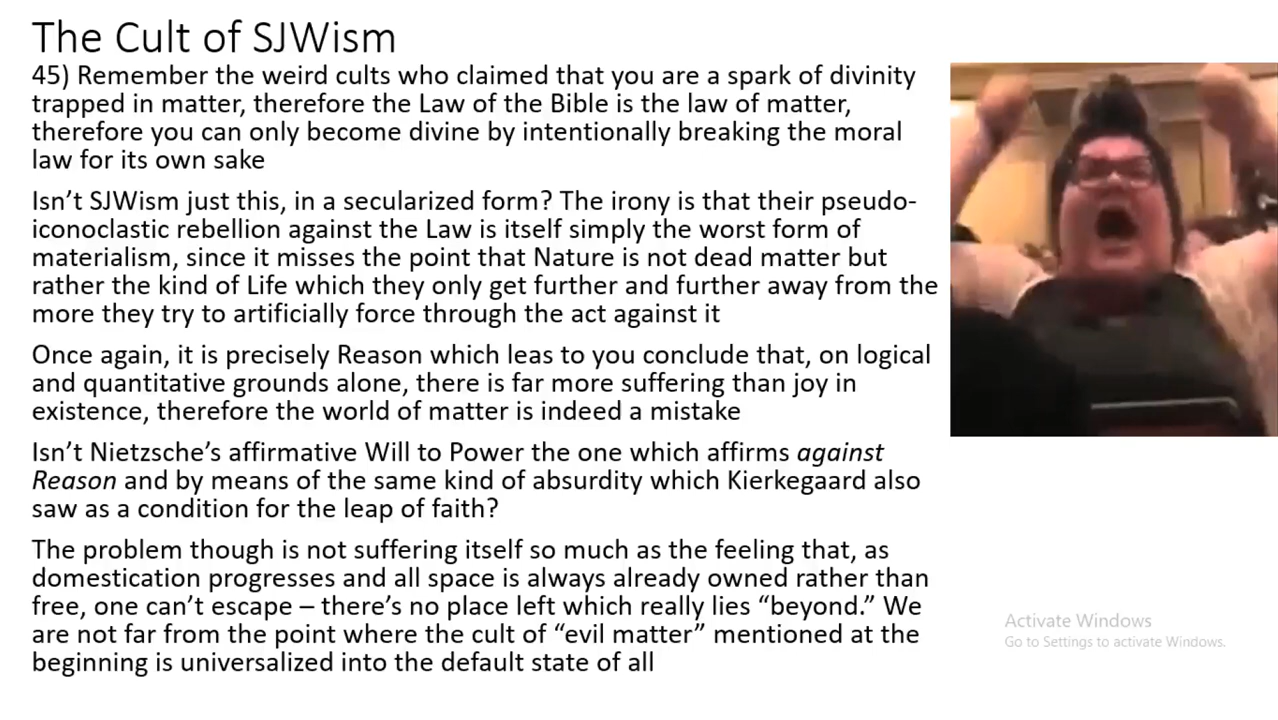 The Cult of SJWism
45) Remember the weird cults who claimed that you are a spark of divinity
trapped in matter, therefore the Law of the Bible is the law of matter,
therefore you can only become divine by intentionally breaking the moral
law for its own sake
Isn’t SJWism just this, in a secularized form? The irony is that their pseudo-
iconoclastic rebellion against the Law is itself simply the worst form of
materialism, since it misses the point that Nature is not dead matter but
rather the kind of Life which they only get further and further away from the
more they try to artificially force through the act against it
Once again, it is precisely Reason which leas to you conclude that, on logical
and quantitative grounds alone, there is far more suffering than joy in
existence, therefore the world of matter is indeed a mistake
Isn’t Nietzsche’s affirmative Will to Power the one which affirms against
Reason and by means of the same kind of absurdity which Kierkegaard also
saw as a condition for the leap of faith?
The problem though is not suffering itself so much as the feeling that, as
domestication progresses and all space is always already owned rather than
free, one can’t escape – there’s no place left which really lies “beyond.” We
are not far from the point where the cult of “evil matter” mentioned at the
beginning is universalized into the default state of all
Activate Windows
Go to Settings to activate Windows.